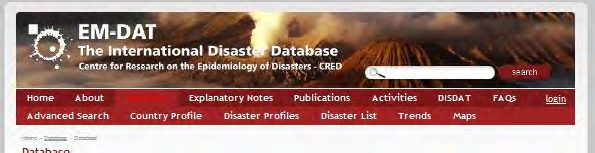 EM-DAT
The International Disaster Database
Centre for Research on the Epidemiology of Disasters - CRED
search
Home About Explanatory Notes Publications Activities DISDAT FAQs login
Advanced Search Country Profile Disaster Profiles Disaster List Trends Maps
Home » Database » Database
Database